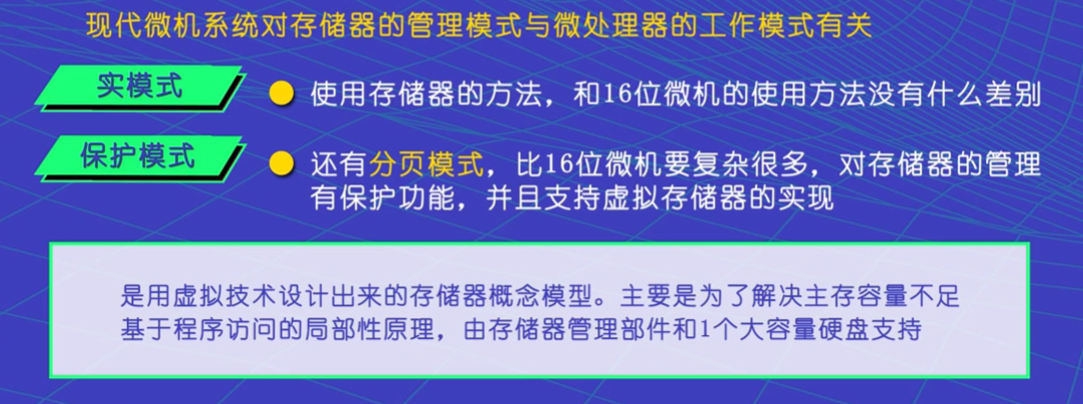 现代微机系统对存储器的管理模式与微处理器的工作模式有关
实模式
使用存储器的方法，和16位微机的使用方法没有什么差别
保护模式
还有分页模式，比16位微机要复杂很多，对存储器的管理
有保护功能，并且支持虚拟存储器的实现
是用虚拟技术设计出来的存储器概念模型。主要是为了解决主存容量不足
基于程序访问的局部性原理，由存储器管理部件和1个大容量硬盘支持